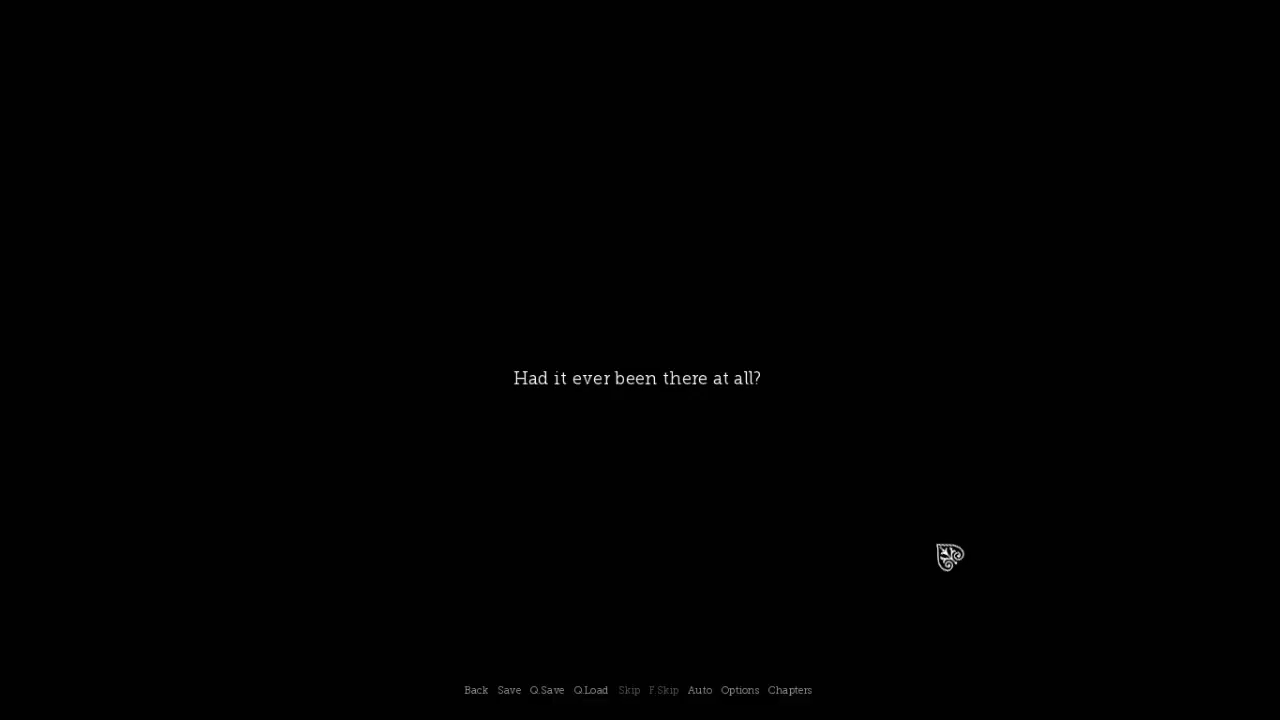 Had it ever been there at all?
Back Save Q.Save Q.Load Skip F.Skip Auto Options Chapters